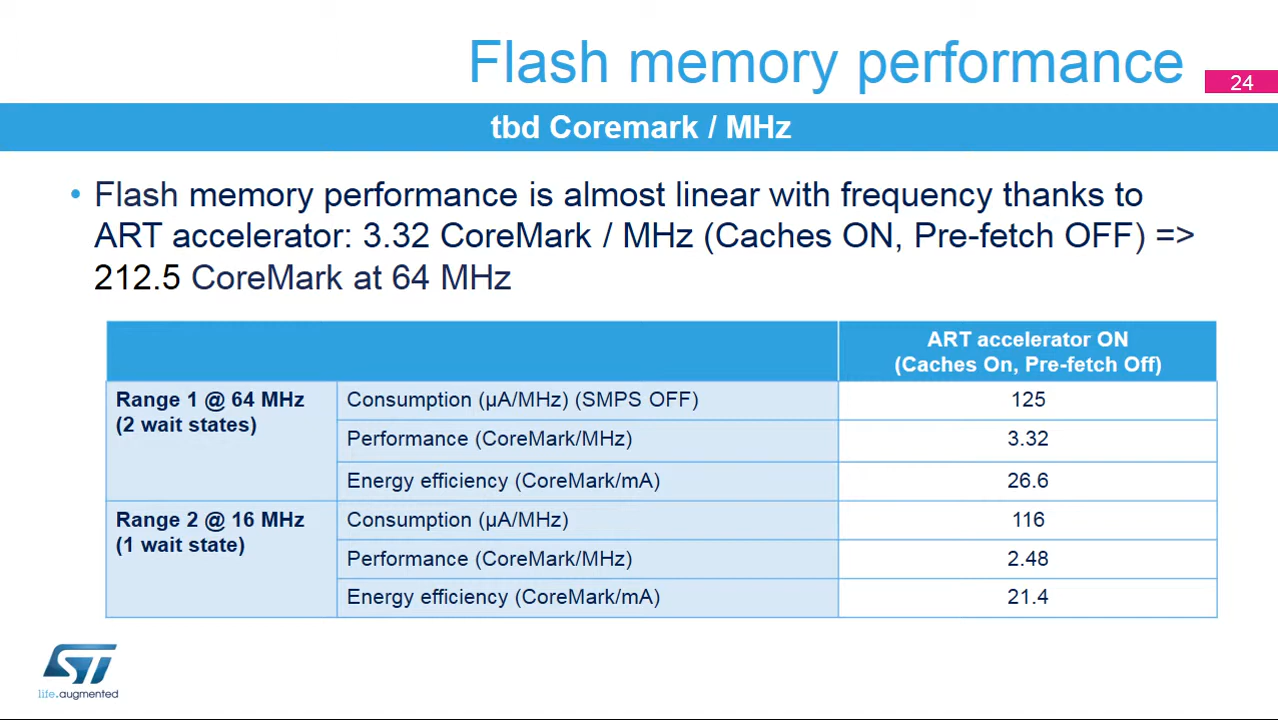 Flash memory performance
24
tbd Coremark / MHz
• Flash memory performance is almost linear with frequency thanks to
ART accelerator: 3.32 CoreMark / MHz (Caches ON, Pre-fetch OFF) =>
212.5 CoreMark at 64 MHz
ART accelerator ON
(Caches On, Pre-fetch Off)
Range 1 @ 64 MHz
(2 wait states)
Consumption (µA/MHz) (SMPS OFF) 125
Performance (CoreMark/MHz) 3.32
Energy efficiency (CoreMark/mA) 26.6
Range 2 @ 16 MHz
(1 wait state)
Consumption (µA/MHz) 116
Performance (CoreMark/MHz) 2.48
Energy efficiency (CoreMark/mA) 21.4
ST
life.augmented